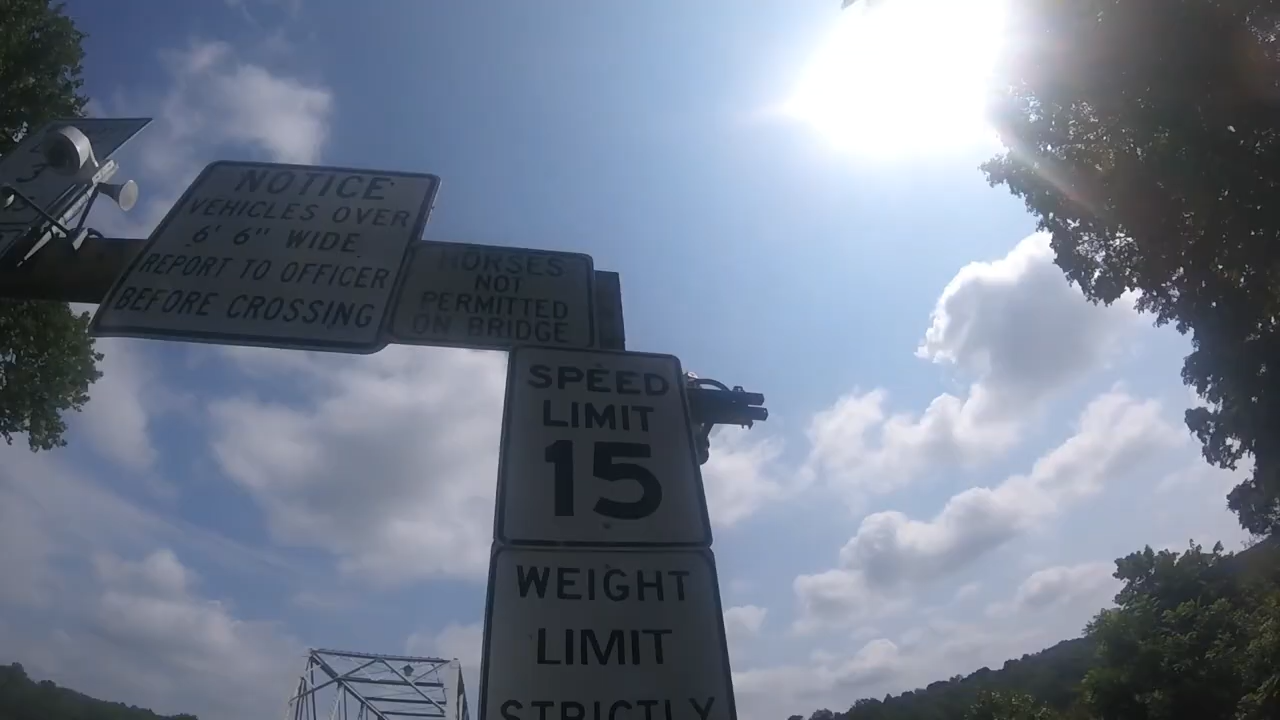 3
NOTICE
VEHICLES OVER
6' 6" WIDE
REPORT TO OFFICER
BEFORE CROSSING
HORSES
NOT
PERMITTED
ON BRIDGE
SPEED
LIMIT
15
WEIGHT
LIMIT
STRICTLY